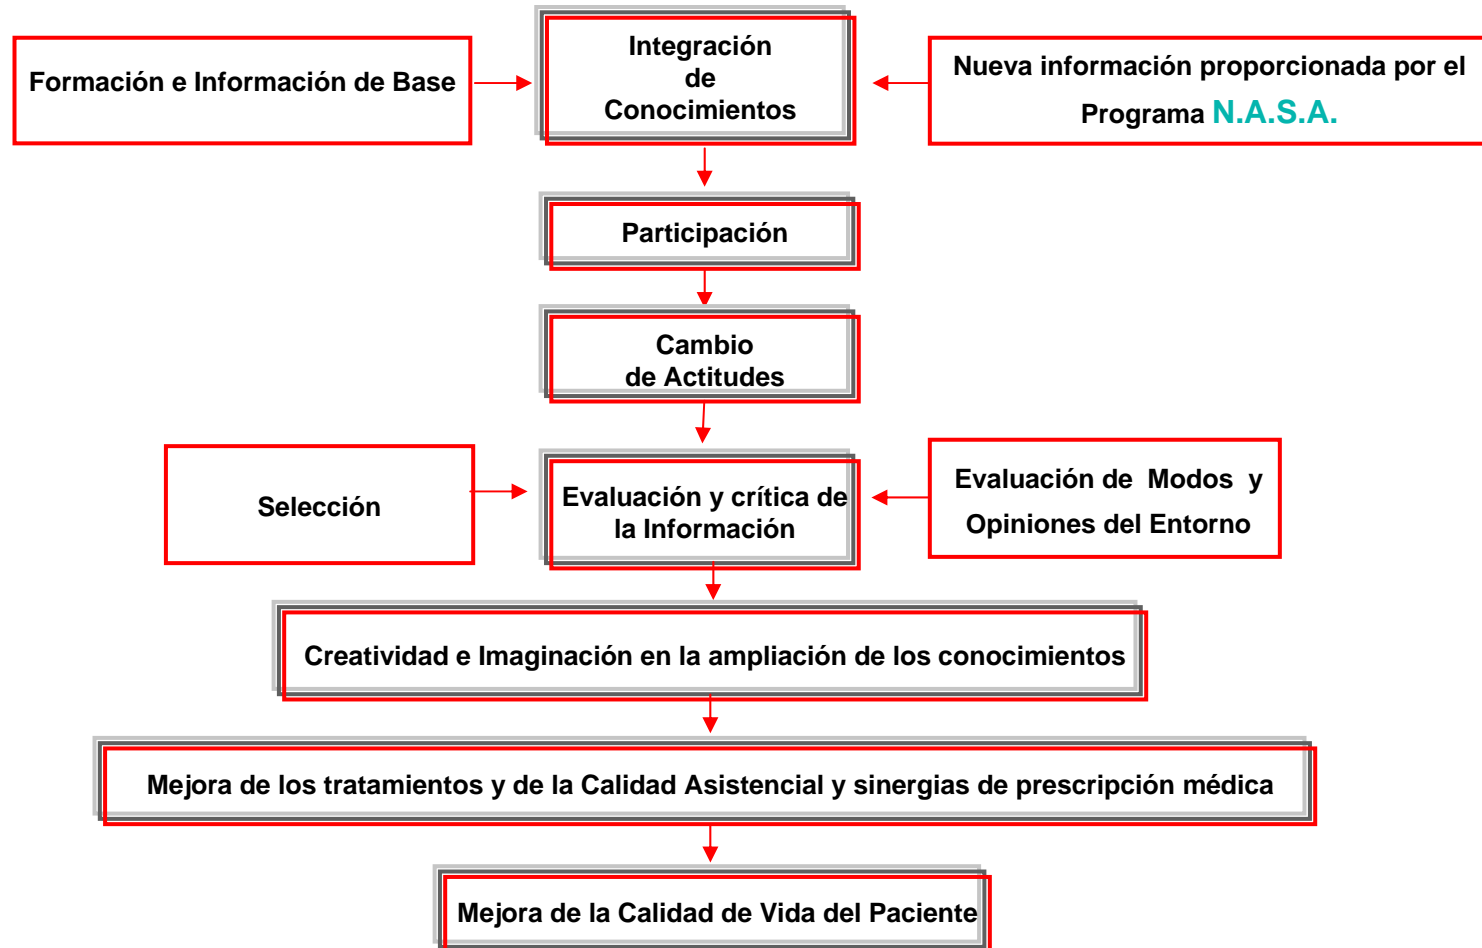 Integración
de
Conocimientos
Formación e Información de Base
Nueva información proporcionada por el
Programa N.A.S.A.
Participación
Cambio
de Actitudes
Selección
Evaluación y crítica de
la Información
Evaluación de Modos y
Opiniones del Entorno
Creatividad e Imaginación en la ampliación de los conocimientos
Mejora de los tratamientos y de la Calidad Asistencial y sinergias de prescripción médica
Mejora de la Calidad de Vida del Paciente